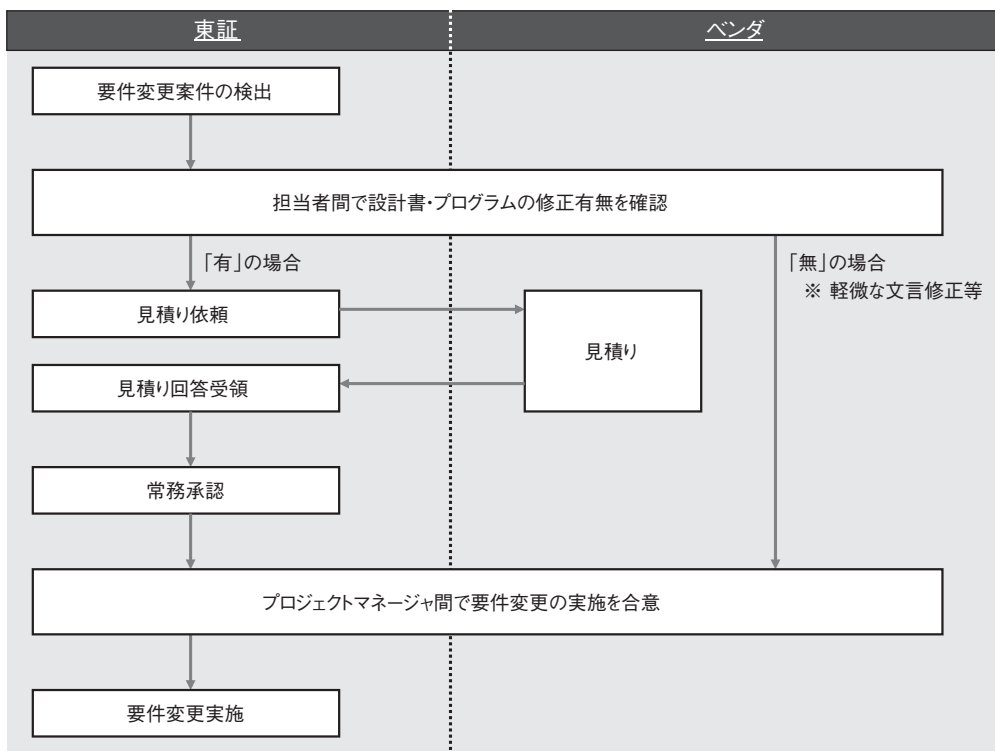 東証
ベンダ
要件変更案件の検出
担当者間で設計書・プログラムの修正有無を確認
「有」の場合
「無」の場合
※ 軽微な文言修正等
見積り依頼
見積り
見積り回答受領
常務承認
プロジェクトマネージャ間で要件変更の実施を合意
要件変更実施